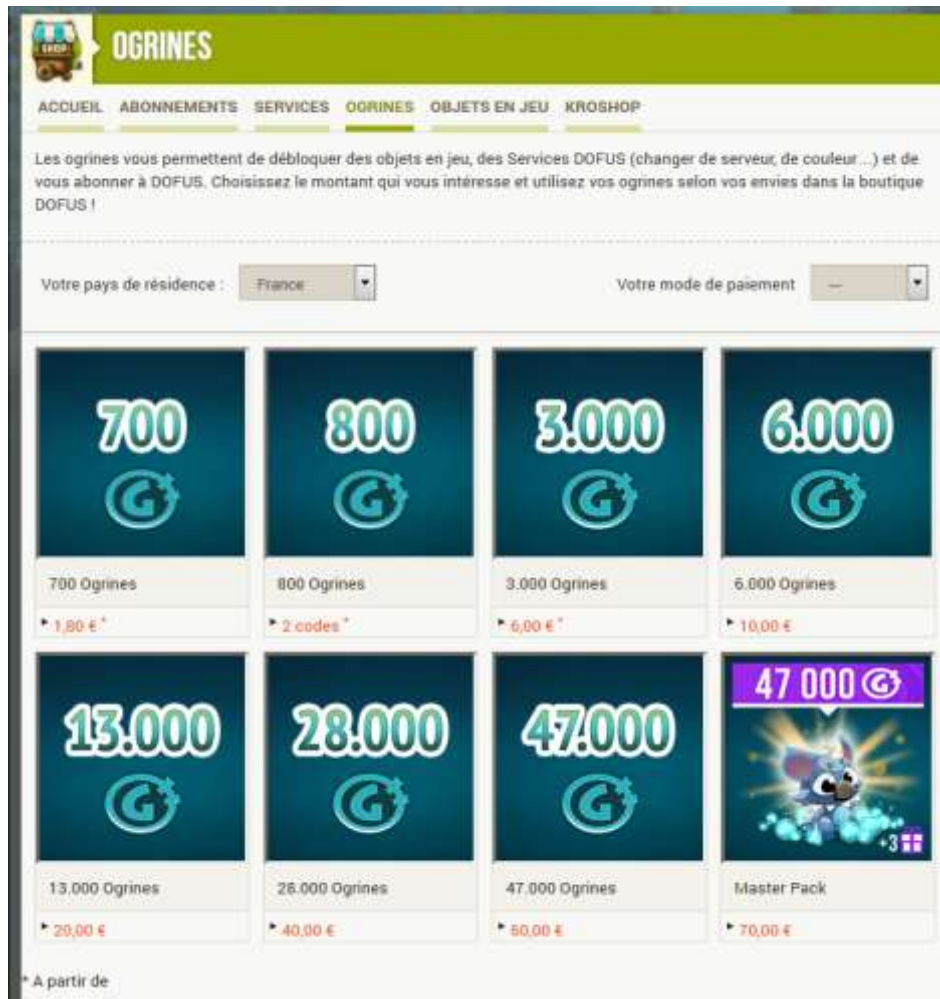 SHOP
OGRINES
ACCUEIL ABONNEMENTS SERVICES OGRINES OBJETS EN JEU KROSHOP
Les ogrines vous permettent de débloquer des objets en jeu, des Services DOFUS (changer de serveur, de couleur ...) et de
vous abonner à DOFUS. Choisissez le montant qui vous intéresse et utilisez vos ogrines selon vos envies dans la boutique
DOFUS !
Votre pays de résidence : France Votre mode de paiement ---
700 800 3.000 6.000
700 Ogrines 800 Ogrines 3.000 Ogrines 6.000 Ogrines
1,80 € * 2 codes * 6,00 € * 10,00 €
47 000 G
13.000 28.000 47.000
+3
13.000 Ogrines 28.000 Ogrines 47.000 Ogrines Master Pack
20,00 € 40,00 € 60,00 € 70,00 €
* A partir de